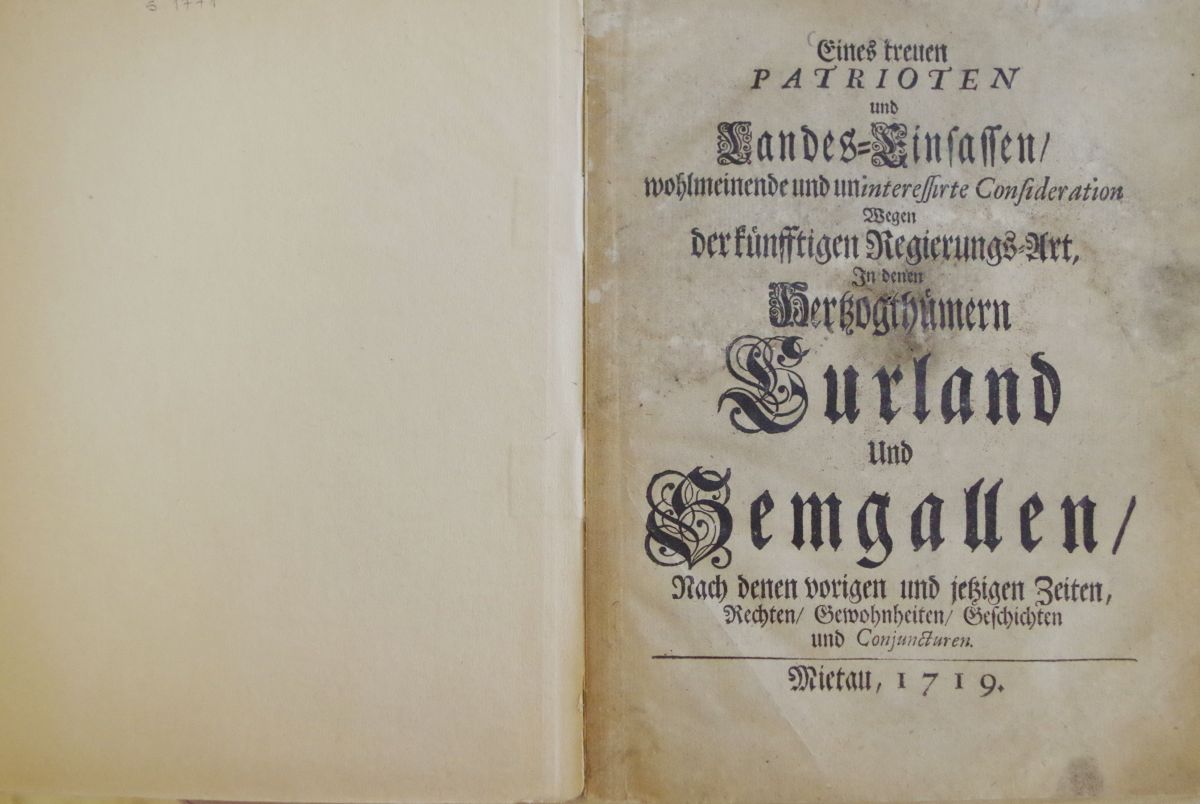 Eines treuen
PATRIOTEN
und
Landes=Einsassen/
wohlmeinende und uninteressirte Consideration
Wegen
der künfftigen Regierungs-Art,
In denen
Hertzogthümern
Curland
Und
Semgallen/
Nach denen vorigen und jetzigen Zeiten,
Rechten/ Gewohnheiten/ Geschichten
und Conjuncturen.
Mietau, 1719.